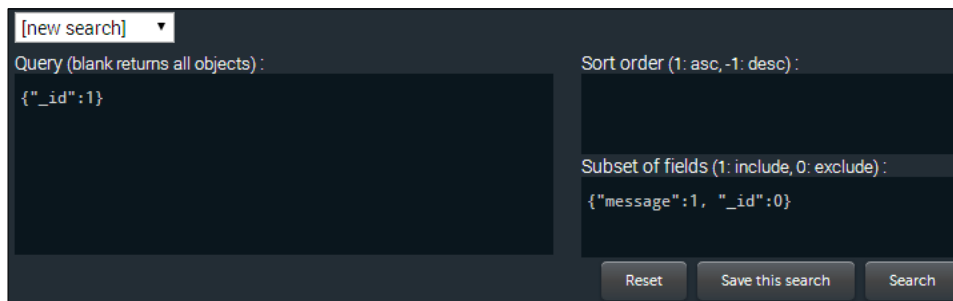 [new search]
Query (blank returns all objects) :
{"_id":1}
Sort order (1: asc, -1: desc) :
Subset of fields (1: include, 0: exclude) :
{"message":1, "_id":0}
Reset
Save this search
Search